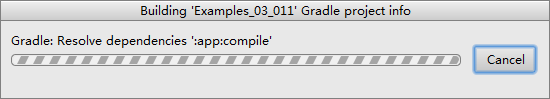 Building 'Examples_03_011' Gradle project info
Gradle: Resolve dependencies ':app:compile'
Cancel